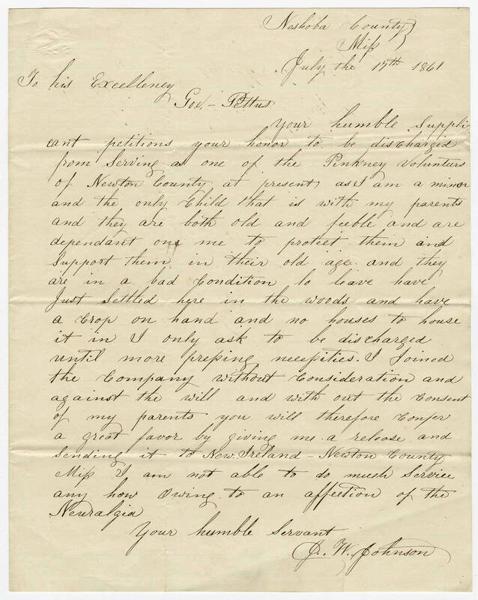 Neshoba County
Miss
July the 17th 1861
To his Excellency
Gov - Pettus
Your humble Suppli
cant petitions your honor to be discharged
from Serving as one of the Pinkney Volunteers
of Newton County at present, as I am a minor
and the only Child that is with my parents
and they are both old and feeble and are
dependant one me to protect them and
Support them in their old age and they
are in a bad Condition to leave have
Just Settled here in the woods and have
a Crop on hand and no houses to house
it in I only ask to be discharged
until more pressing necessities. I Joined
the Company without Consideration and
against the will and with out the Consent
of my parents you will therefore Confer
a great favor by giving me a release and
Sending it to New Ireland - Newton County
Miss I am not able to do much Service
any how Owing to an affection of the
Neuralgia
Your humble Servant
W. Johnson